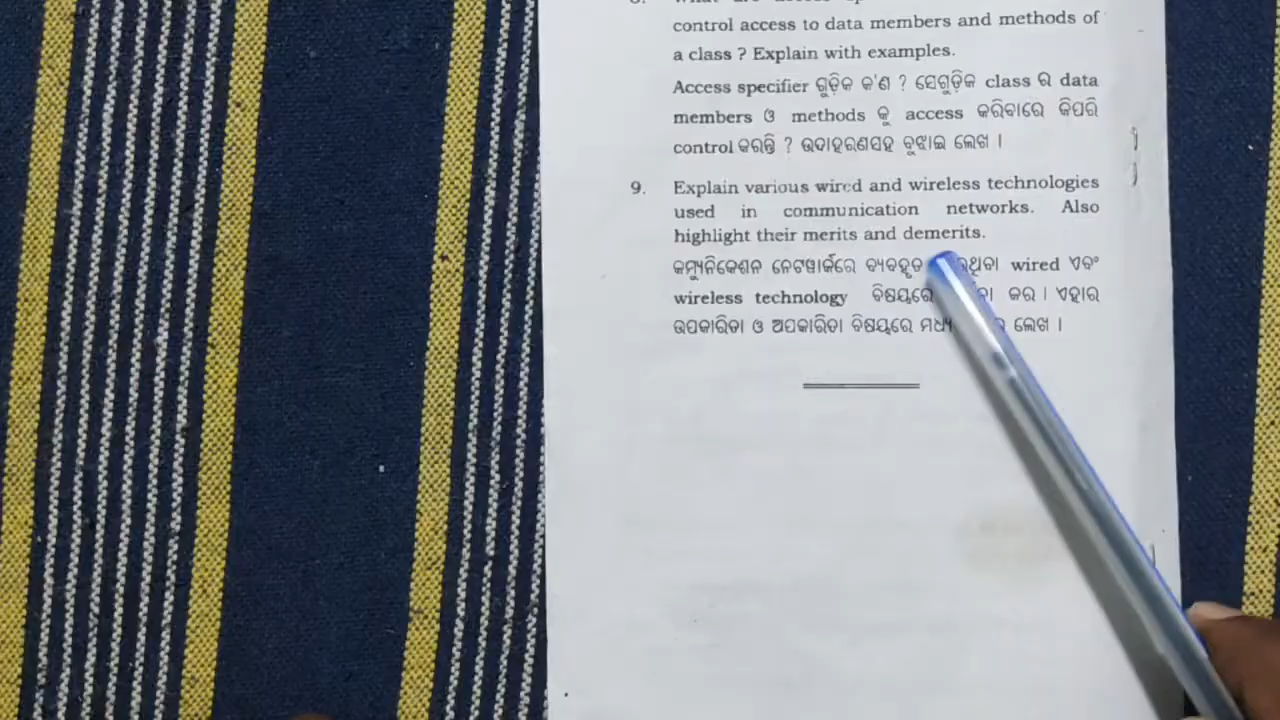 control access to data members and methods of
a class ? Explain with examples.
Access specifier ଗୁଡ଼ିକ କ'ଣ ? ସେଗୁଡ଼ିକ class ର data
members ଓ methods କୁ access କରିବାରେ କିପରି
control କରନ୍ତି ? ଉଦାହରଣସହ ବୁଝାଇ ଲେଖ ।
9. Explain various wired and wireless technologies
used in communication networks. Also
highlight their merits and demerits.
କମ୍ୟୁନିକେଶନ ନେଟୱାର୍କରେ ବ୍ୟବହୃତ wired ଏବଂ
wireless technology ବିଷୟରେ କର । ଏହାର
ଉପକାରିତା ଓ ଅପକାରିତା ବିଷୟରେ ଲେଖ ।